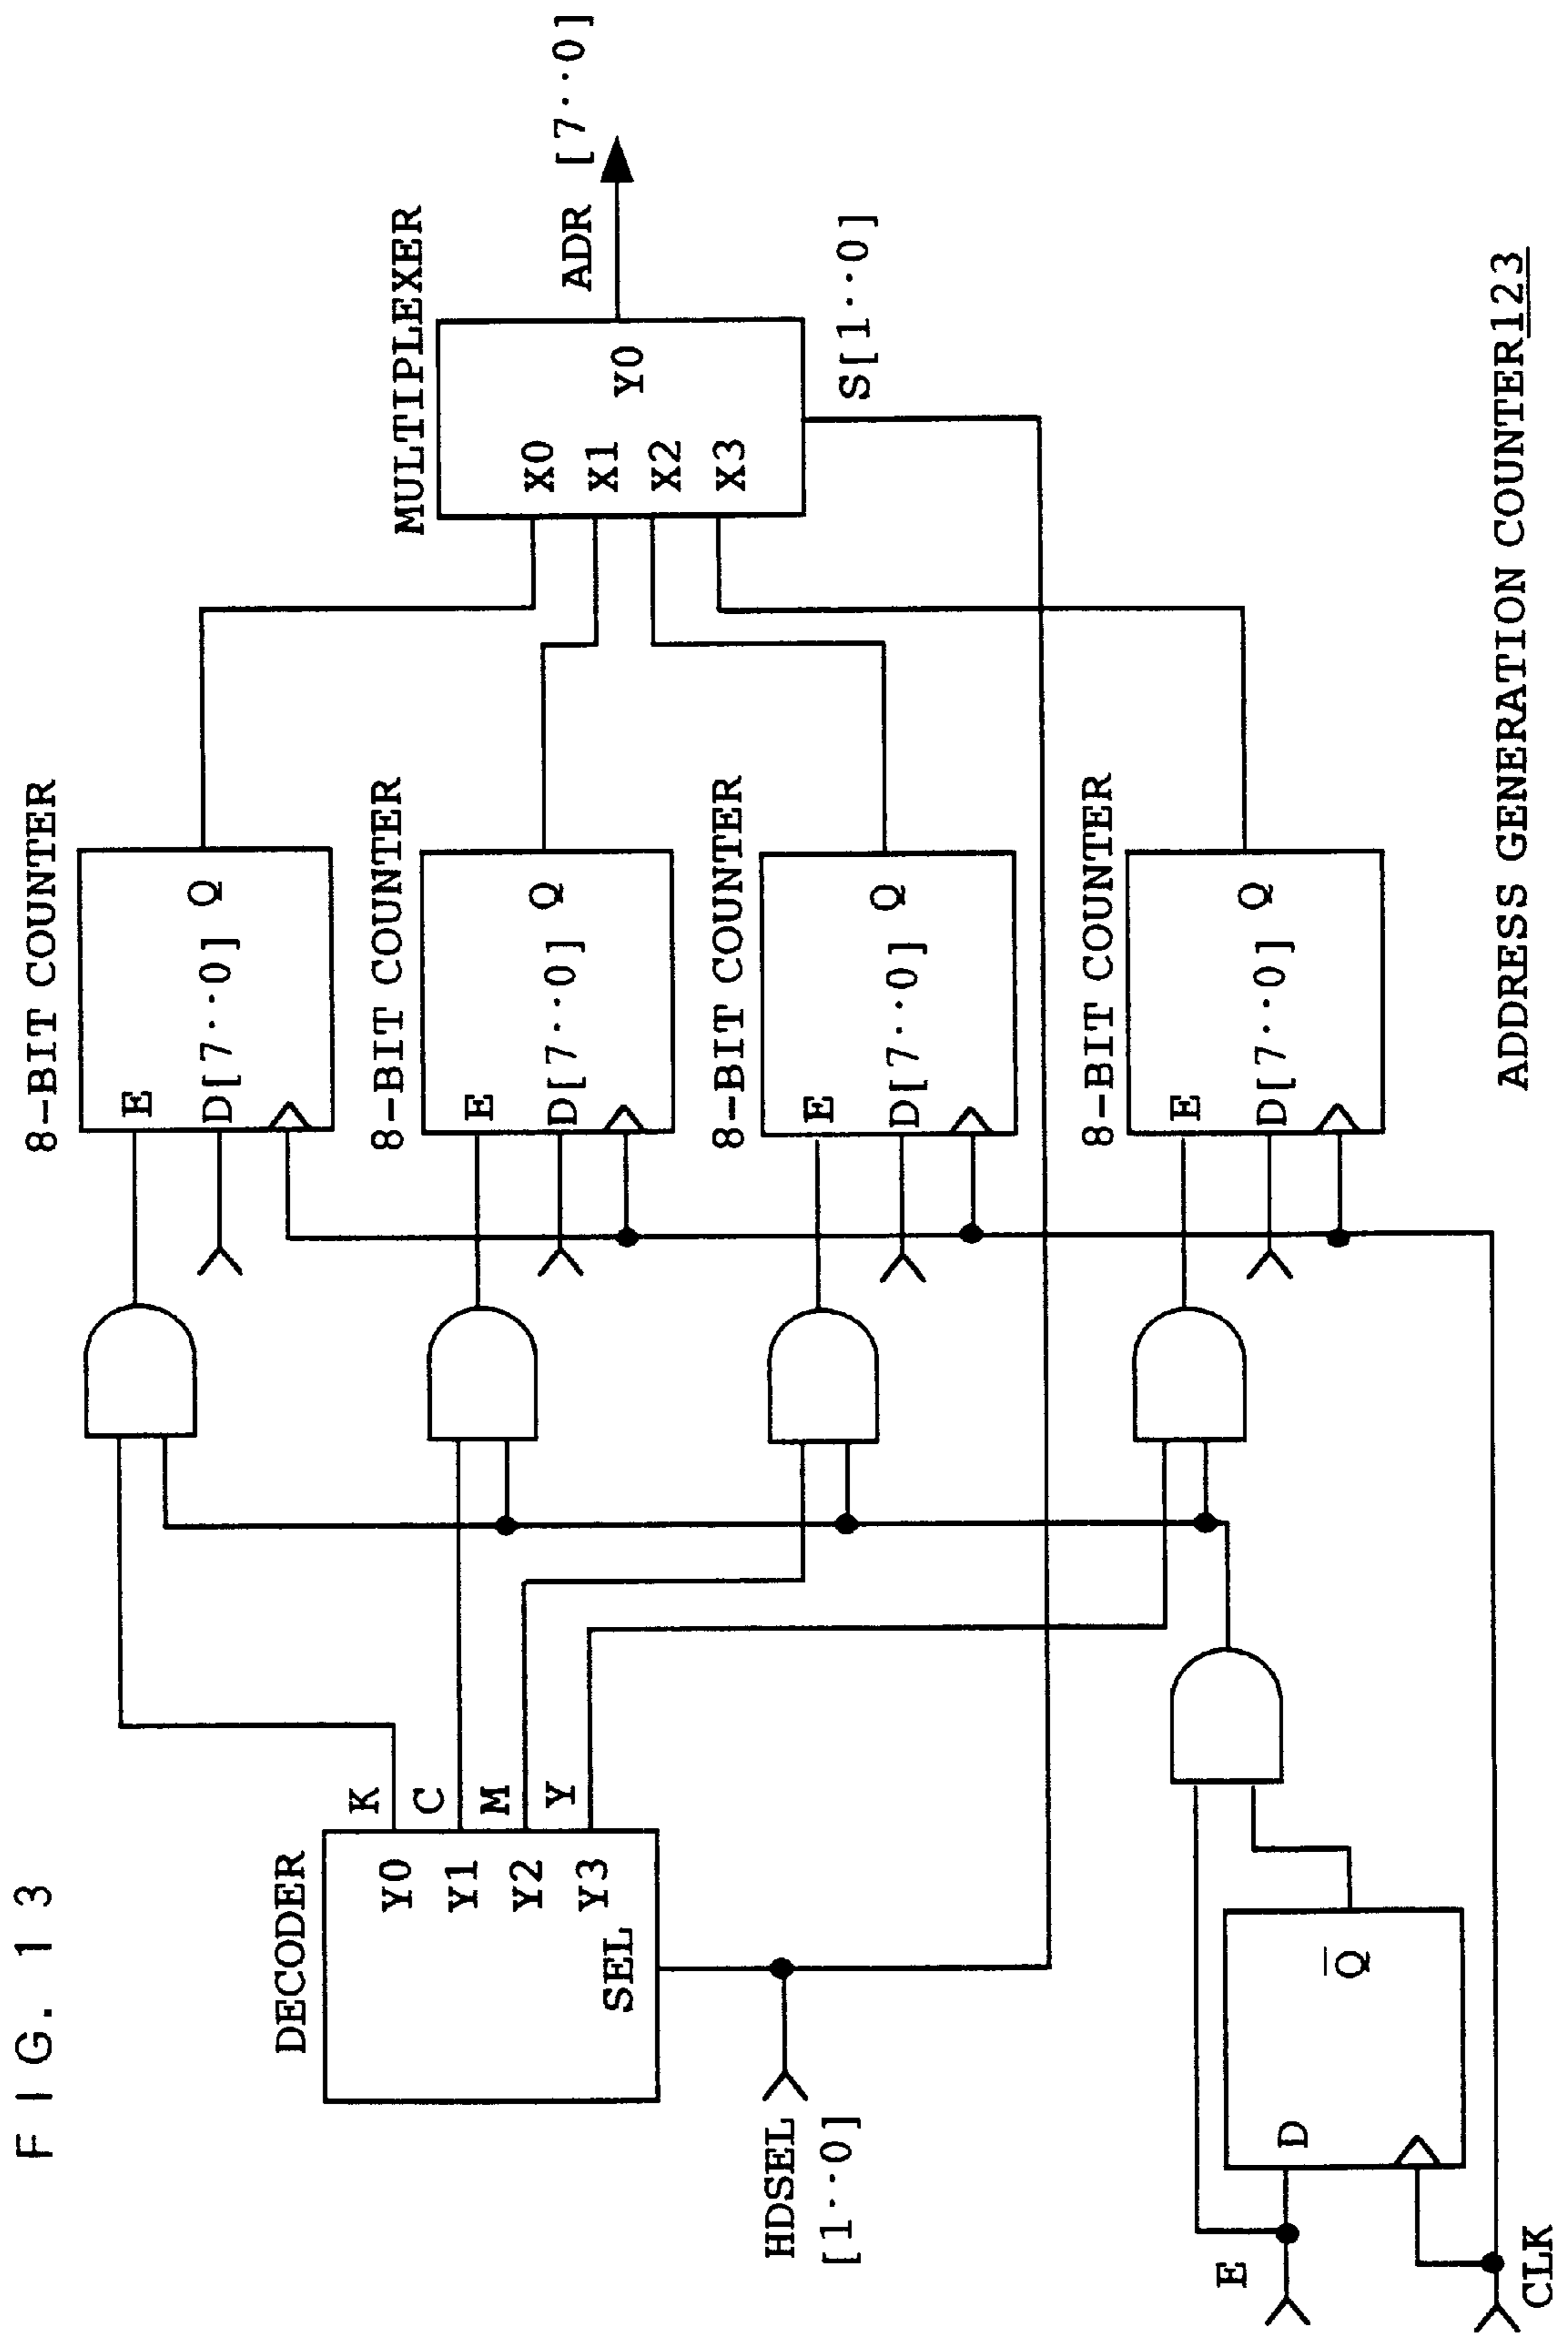 FIG. 13
DECODER
Y0
Y1
Y2
Y3
SEL
K
C
M
Y
HDSEL
[1··0]
E
D
Q
CLK
8-BIT COUNTER
E
D[7··0] Q
8-BIT COUNTER
E
D[7··0] Q
8-BIT COUNTER
E
D[7··0] Q
8-BIT COUNTER
E
D[7··0] Q
MULTIPLEXER
X0
X1
X2
X3
Y0
ADR [7··0]
S[1··0]
ADDRESS GENERATION COUNTER123